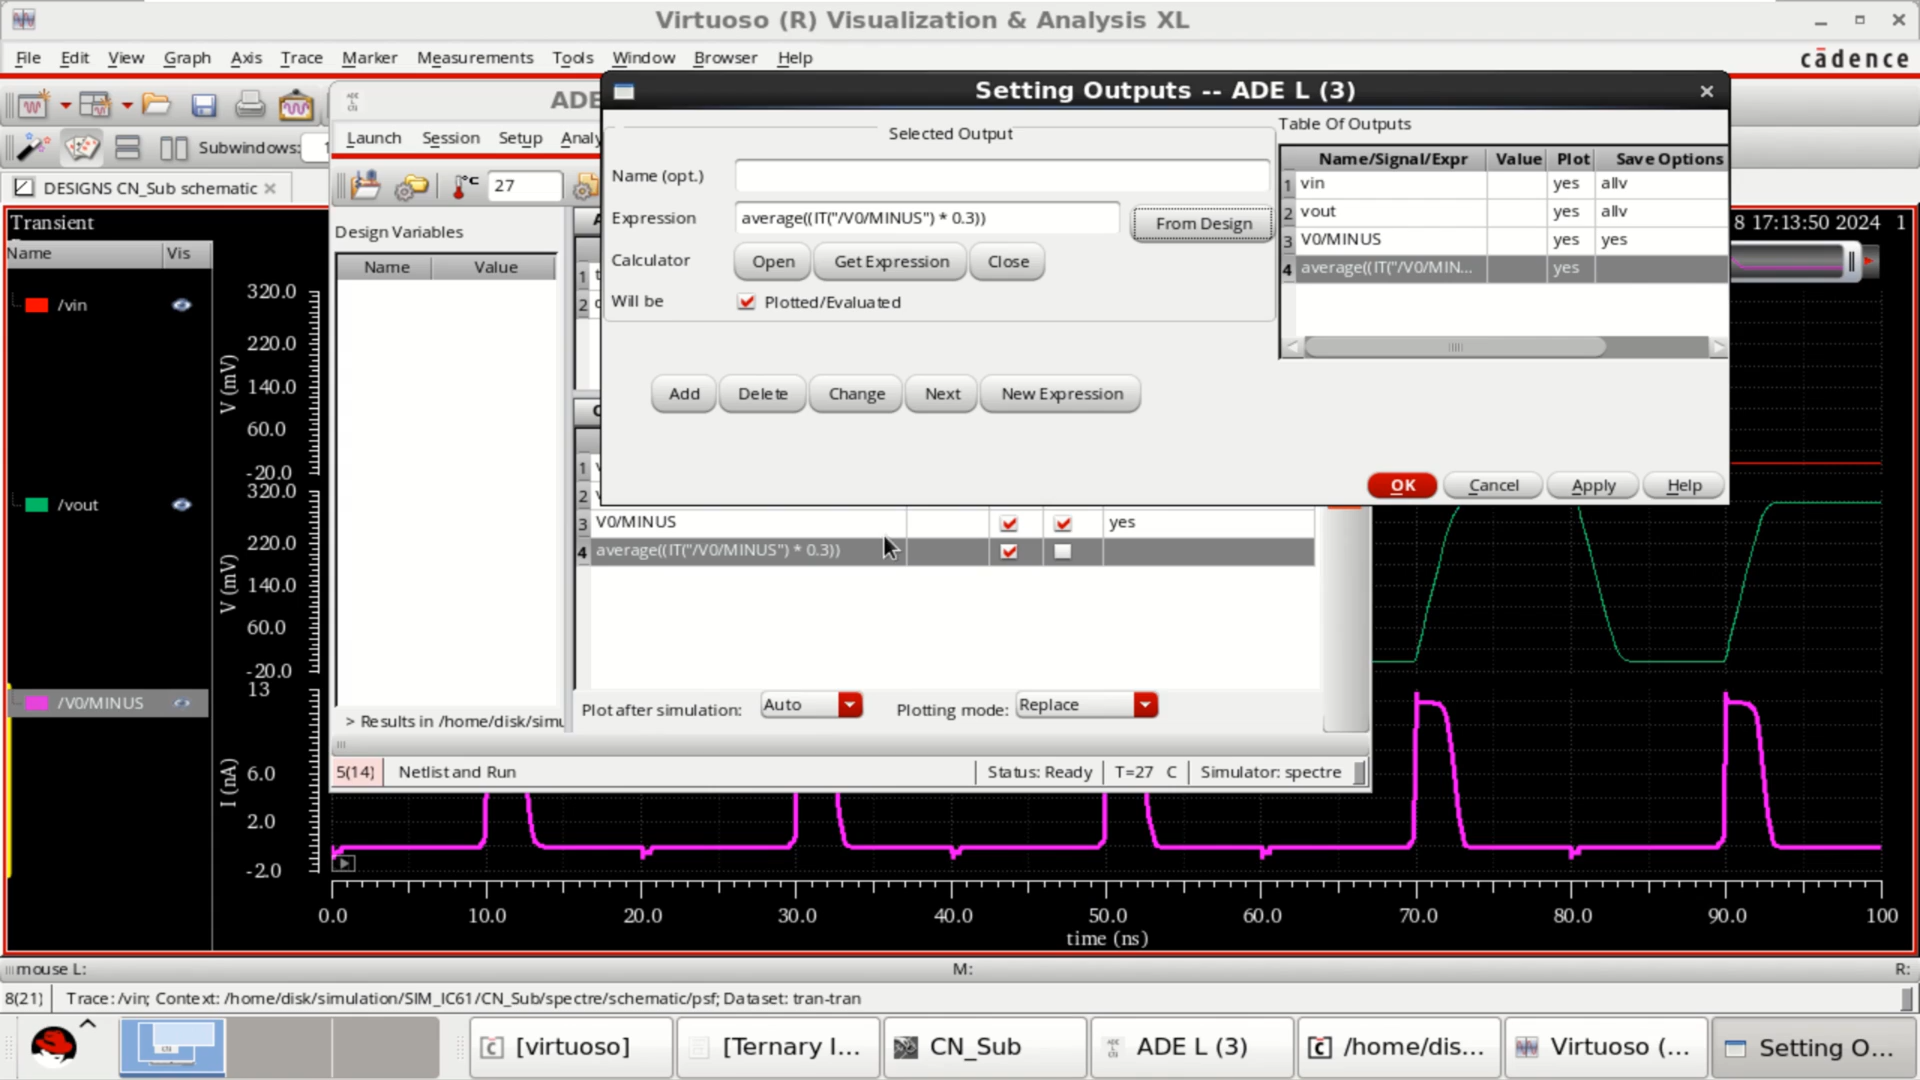 Virtuoso (R) Visualization & Analysis XL
File Edit View Graph Axis Trace Marker Measurements Tools Window Browser Help
cādence
Subwindows: 1
DESIGNS CN_Sub schematic
Transient
8 17:13:50 2024 1
Name Vis
/vin
/vout
/V0/MINUS
320.0
220.0
140.0
60.0
-20.0
V (mV)
320.0
220.0
140.0
60.0
-20.0
V (mV)
13
6.0
2.0
-2.0
I (nA)
0.0 10.0 20.0 30.0 40.0 50.0 60.0 70.0 80.0 90.0 100
time (ns)
ADE
Launch Session Setup Analy
27
Design Variables
Name Value
> Results in /home/disk/simu
1
2
1
2
3 V0/MINUS yes
4 average((IT("/V0/MINUS") * 0.3))
Plot after simulation: Auto Plotting mode: Replace
5(14) Netlist and Run Status: Ready T=27 C Simulator: spectre
Setting Outputs -- ADE L (3)
Selected Output
Name (opt.)
Expression average((IT("/V0/MINUS") * 0.3)) From Design
Calculator Open Get Expression Close
Will be Plotted/Evaluated
Add Delete Change Next New Expression
Table Of Outputs
Name/Signal/Expr Value Plot Save Options
1 vin yes allv
2 vout yes allv
3 V0/MINUS yes yes
4 average((IT("/V0/MIN... yes
OK Cancel Apply Help
mouse L: M: R:
8(21) Trace: /vin; Context: /home/disk/simulation/SIM_IC61/CN_Sub/spectre/schematic/psf; Dataset: tran-tran
[virtuoso] [Ternary I... CN_Sub ADE L (3) /home/dis... Virtuoso (... Setting O...